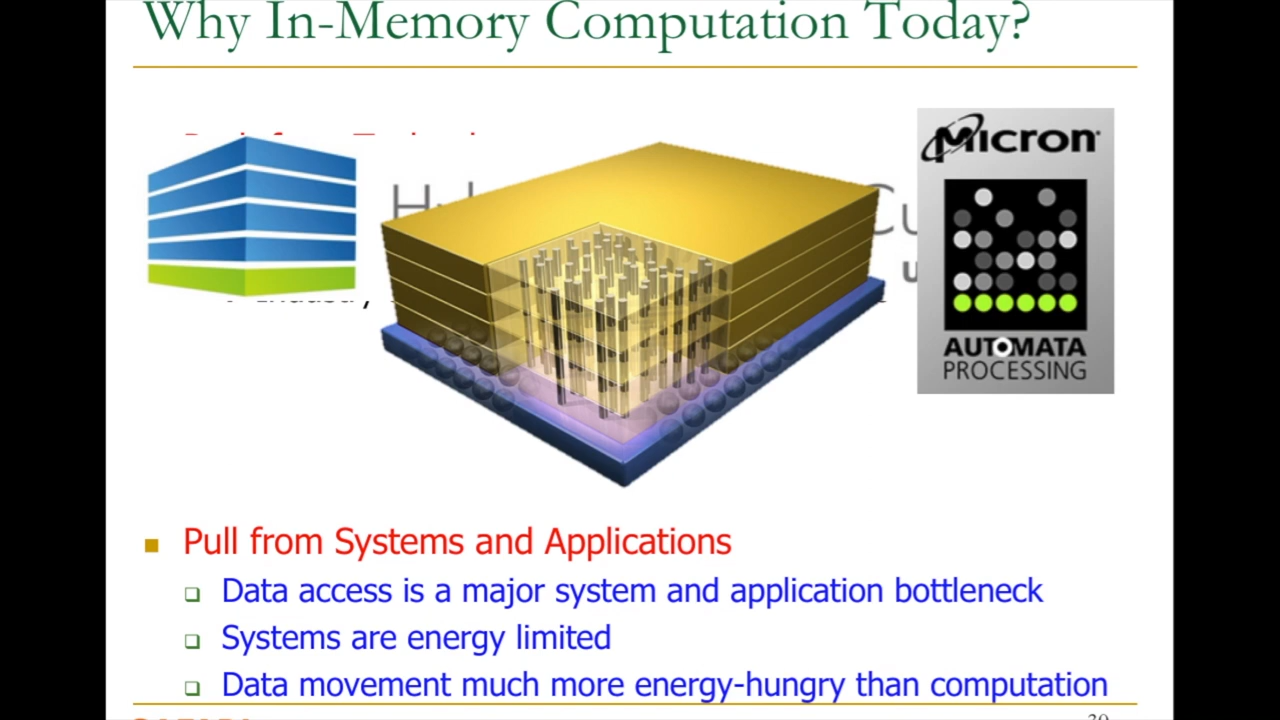 Why In-Memory Computation Today?
Micron
AUTOMATA
PROCESSING
Pull from Systems and Applications
Data access is a major system and application bottleneck
Systems are energy limited
Data movement much more energy-hungry than computation